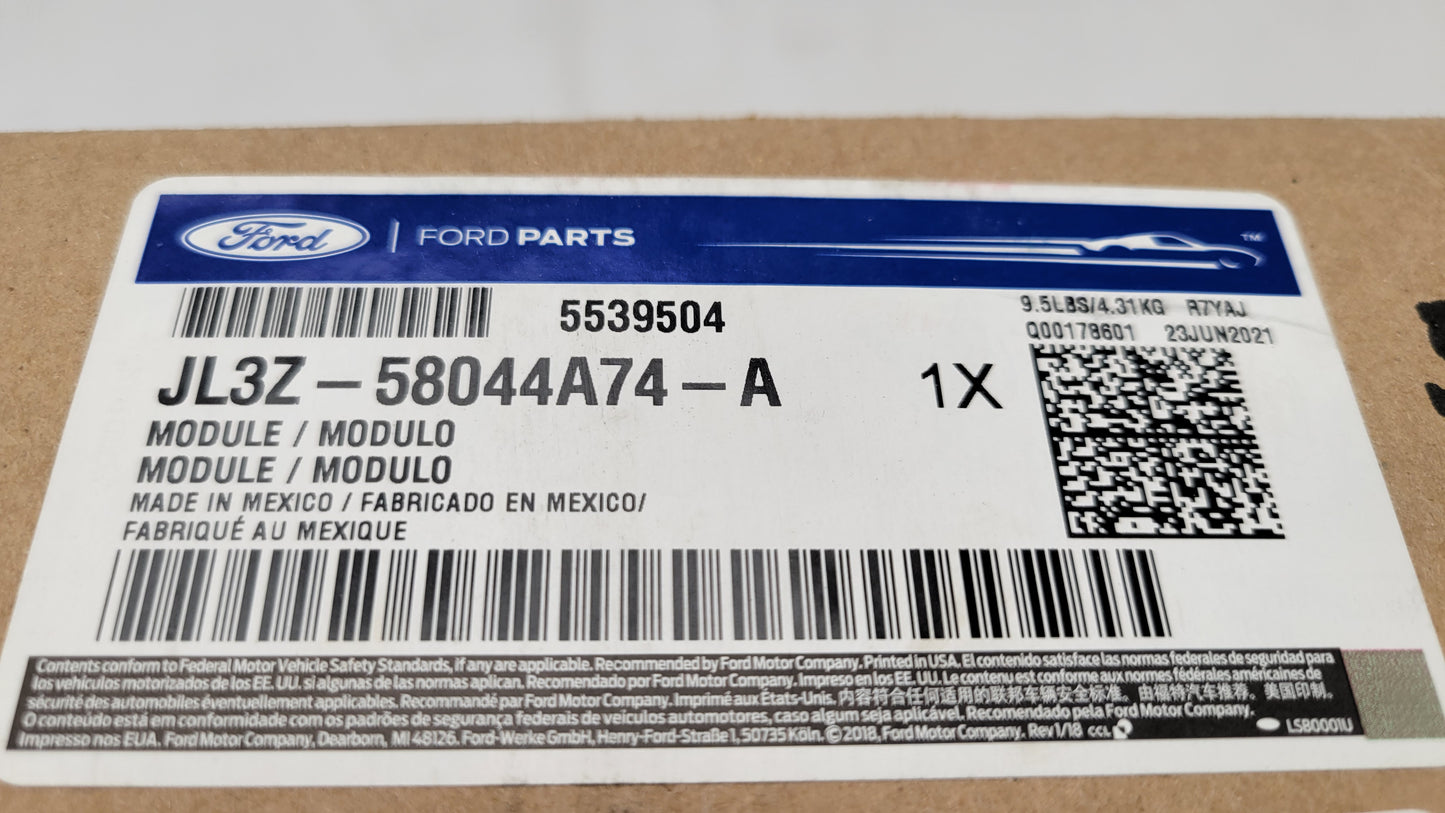 Ford | FORD PARTS
TM
5539504
9.5LBS/4.31KG R7YAJ
Q00178601 23JUN2021
JL3Z-58044A74-A 1X
MODULE / MODULO
MODULE / MODULO
MADE IN MEXICO / FABRICADO EN MEXICO/
FABRIQUÉ AU MEXIQUE
Contents conform to Federal Motor Vehicle Safety Standards, if any are applicable. Recommended by Ford Motor Company. Printed in USA. El contenido satisface las normas federales de seguridad para
los vehículos motorizados de los EE. UU. si algunas de las normas aplican. Recomendado por Ford Motor Company. Impreso en los EE. UU. Le contenu est conforme aux normes fédérales américaines de
sécurité des automobiles éventuellement applicables. Recommandé par Ford Motor Company. Imprimé aux États-Unis. 内容符合任何适用的联邦车辆安全标准。由福特汽车推荐。美国印制。
O conteúdo está em conformidade com os padrões de segurança federais de veículos automotores, caso algum seja aplicável. Recomendado pela Ford Motor Company.
Impresso nos EUA. Ford Motor Company, Dearborn, MI 48126. Ford-Werke GmbH, Henry-Ford-Straße 1, 50735 Köln. © 2018, Ford Motor Company. Rev 1/18 CCL
LSB0001U